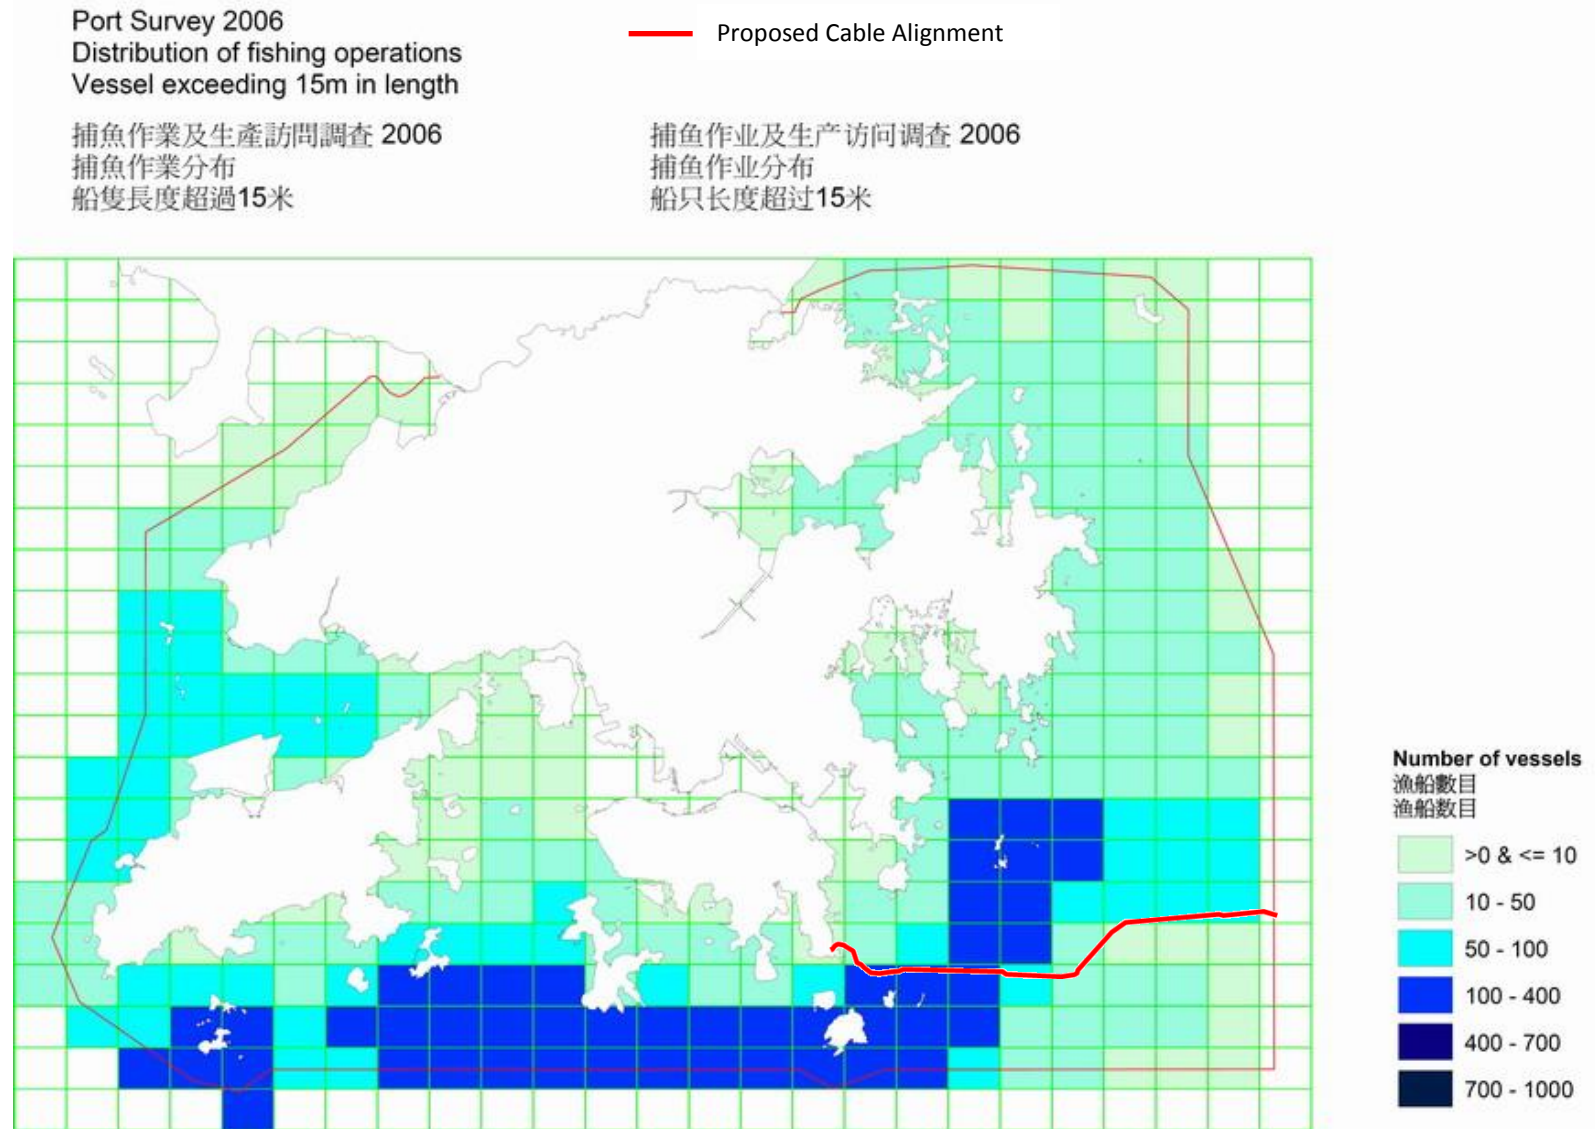 Port Survey 2006
Distribution of fishing operations
Vessel exceeding 15m in length
Proposed Cable Alignment
捕魚作業及生產訪問調查 2006
捕魚作業分布
船隻長度超過15米
捕鱼作业及生产访问调查 2006
捕鱼作业分布
船只长度超过15米
Number of vessels
漁船數目
渔船数目
>0 & <= 10
10 - 50
50 - 100
100 - 400
400 - 700
700 - 1000